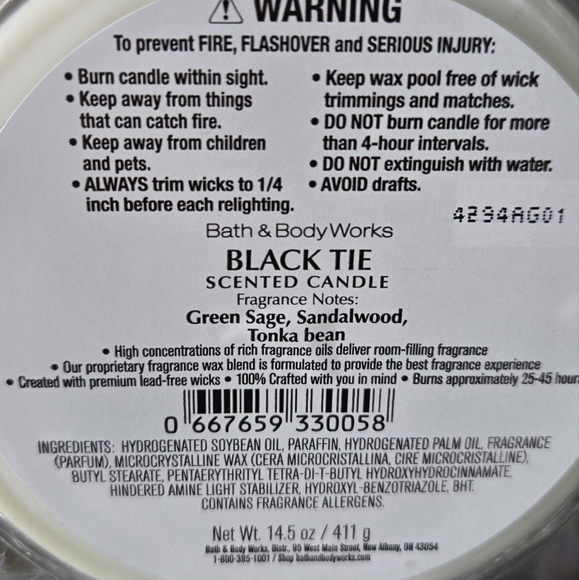 ⚠ WARNING
To prevent FIRE, FLASHOVER and SERIOUS INJURY:
• Burn candle within sight.
• Keep away from things
that can catch fire.
• Keep away from children
and pets.
• ALWAYS trim wicks to 1/4
inch before each relighting.
• Keep wax pool free of wick
trimmings and matches.
• DO NOT burn candle for more
than 4-hour intervals.
• DO NOT extinguish with water.
• AVOID drafts.
4294AG01
Bath & Body Works
BLACK TIE
SCENTED CANDLE
Fragrance Notes:
Green Sage, Sandalwood,
Tonka bean
• High concentrations of rich fragrance oils deliver room-filling fragrance
• Our proprietary fragrance wax blend is formulated to provide the best fragrance experience
• Created with premium lead-free wicks • 100% Crafted with you in mind • Burns approximately 25-45 hour
0 667659 330058
INGREDIENTS: HYDROGENATED SOYBEAN OIL, PARAFFIN, HYDROGENATED PALM OIL, FRAGRANCE
(PARFUM), MICROCRYSTALLINE WAX (CERA MICROCRISTALLINA, CIRE MICROCRISTALLINE),
BUTYL STEARATE, PENTAERYTHRITYL TETRA-DI-T-BUTYL HYDROXYHYDROCINNAMATE,
HINDERED AMINE LIGHT STABILIZER, HYDROXYL-BENZOTRIAZOLE, BHT.
CONTAINS FRAGRANCE ALLERGENS.
Net Wt. 14.5 oz / 411 g
Bath & Body Works, Distr., 95 West Main Street, New Albany, OH 43054
1-800-395-1001 / Shop bathandbodyworks.com